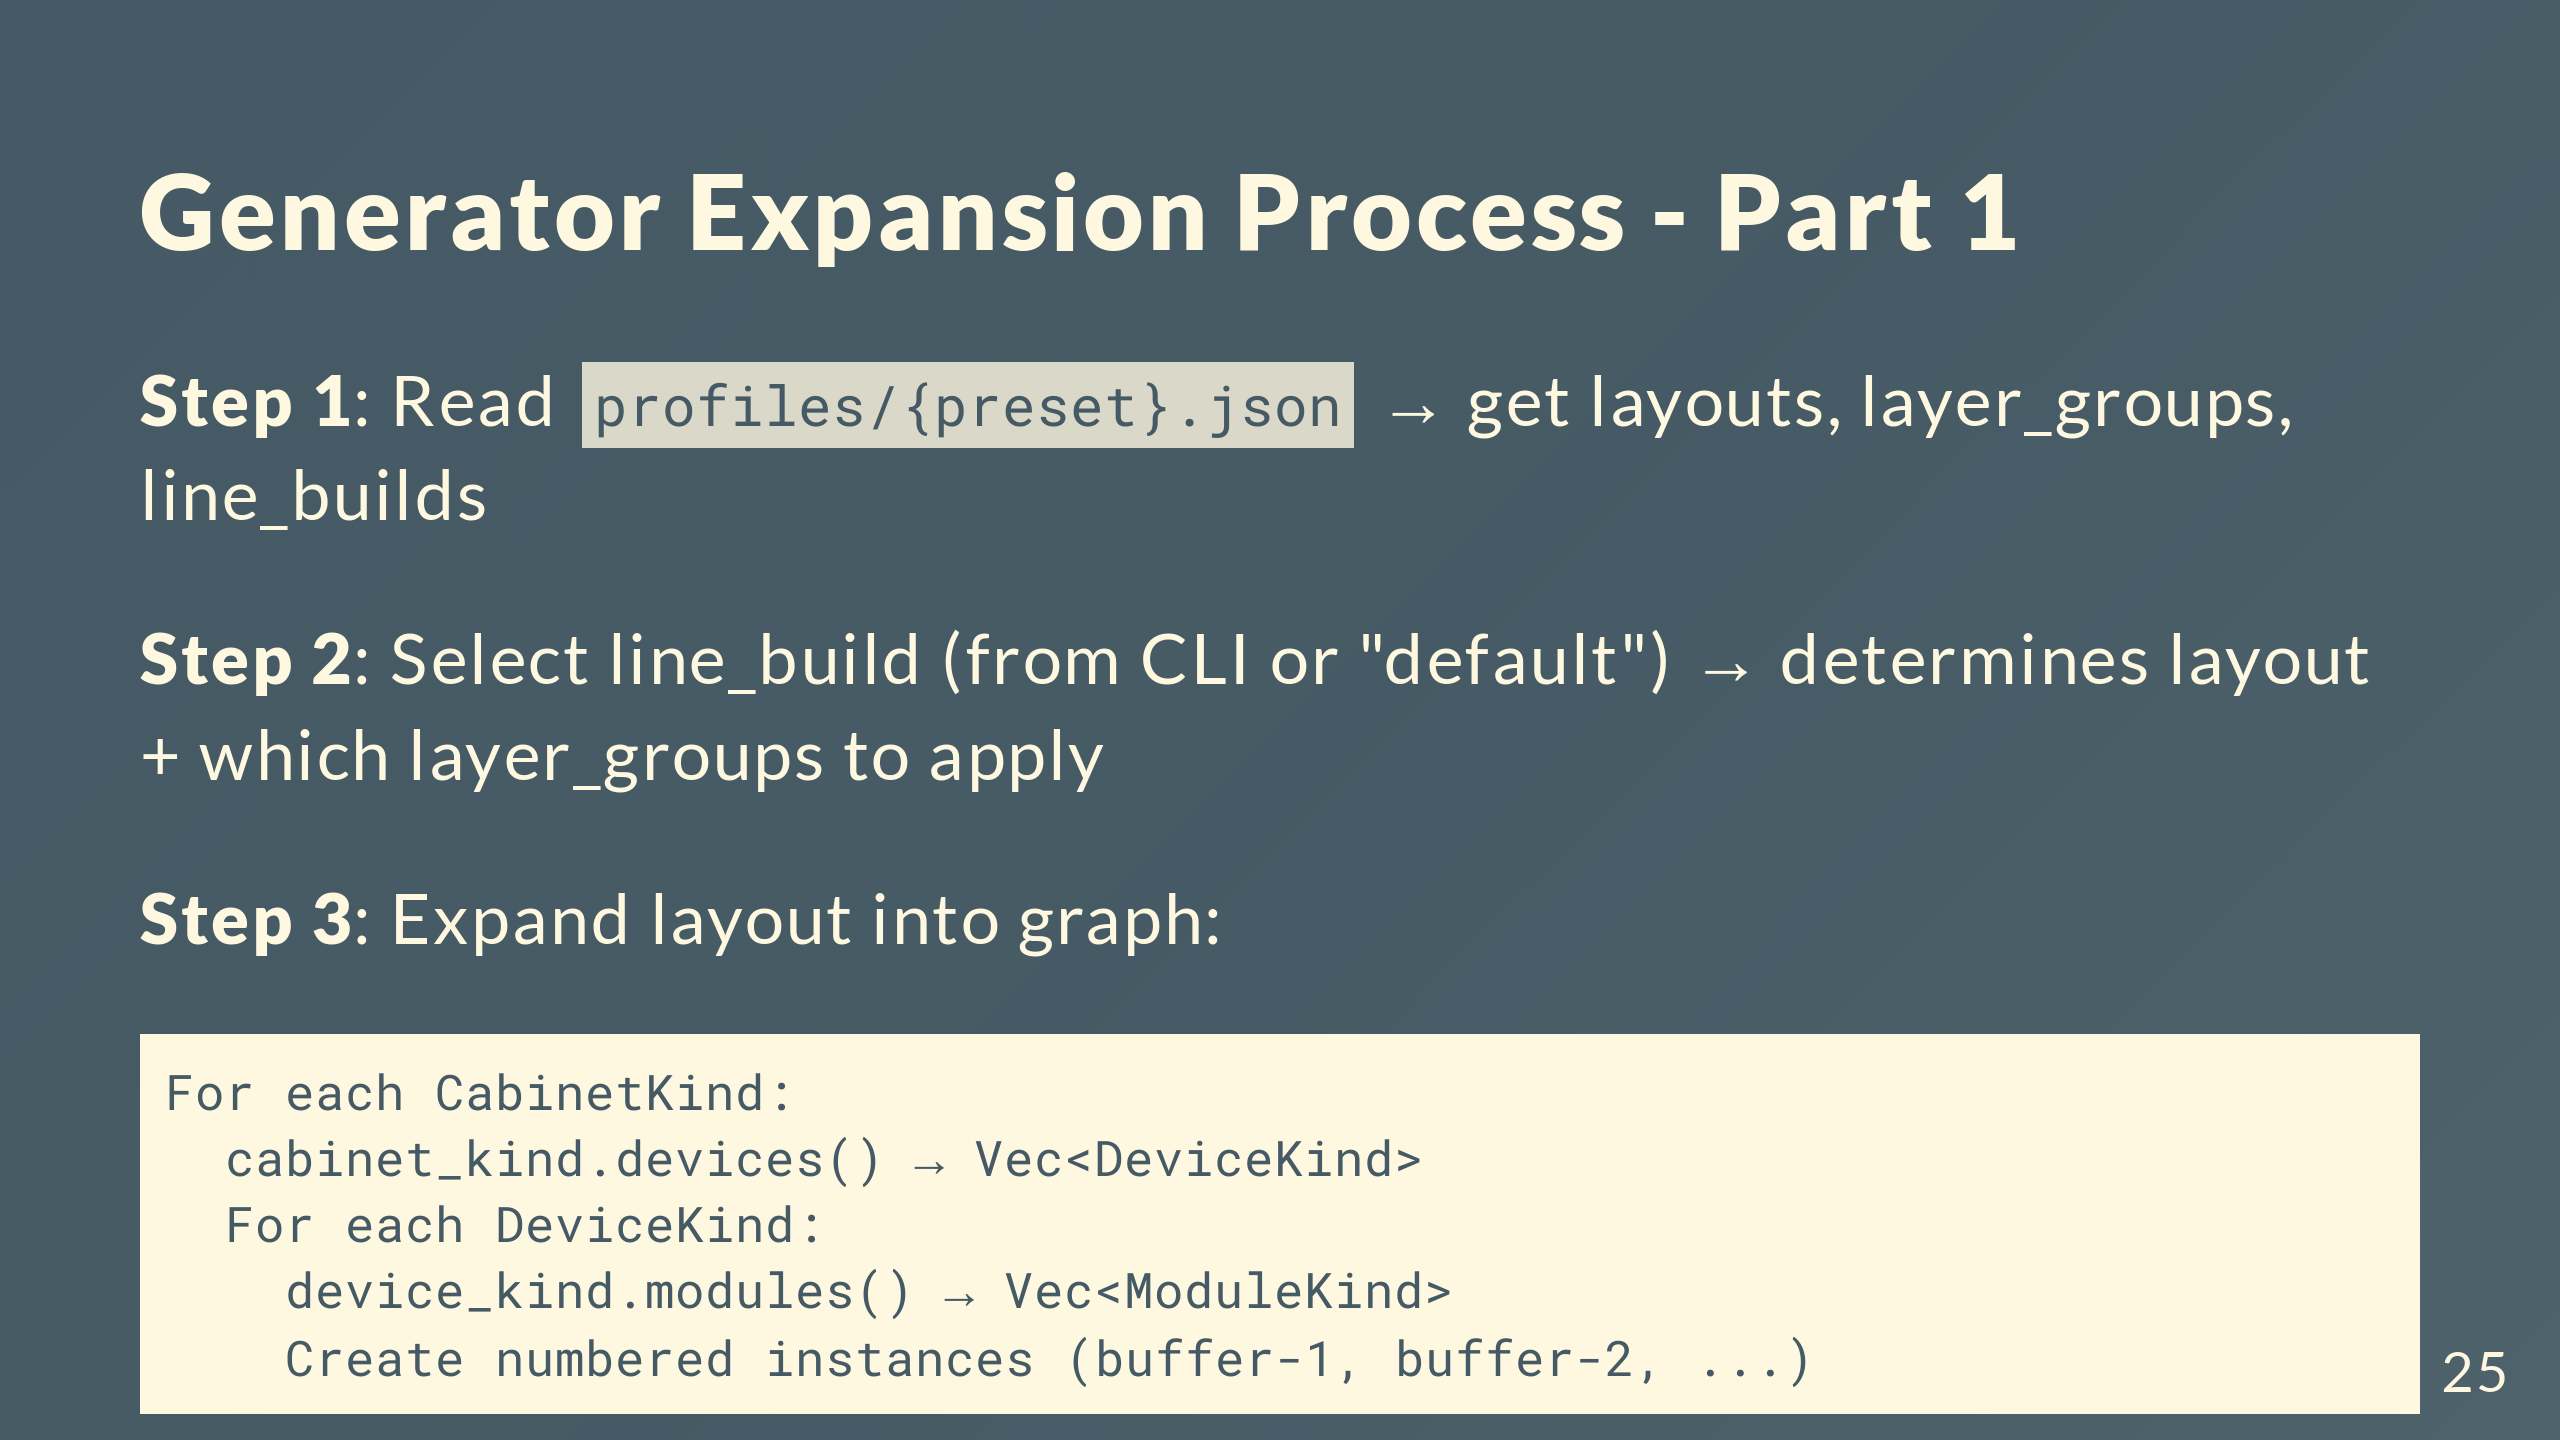 Generator Expansion Process - Part 1
Step 1: Read profiles/{preset}.json → get layouts, layer_groups,
line_builds
Step 2: Select line_build (from CLI or "default") → determines layout
+ which layer_groups to apply
Step 3: Expand layout into graph:
For each CabinetKind:
  cabinet_kind.devices() → Vec<DeviceKind>
  For each DeviceKind:
    device_kind.modules() → Vec<ModuleKind>
    Create numbered instances (buffer-1, buffer-2, ...)
25